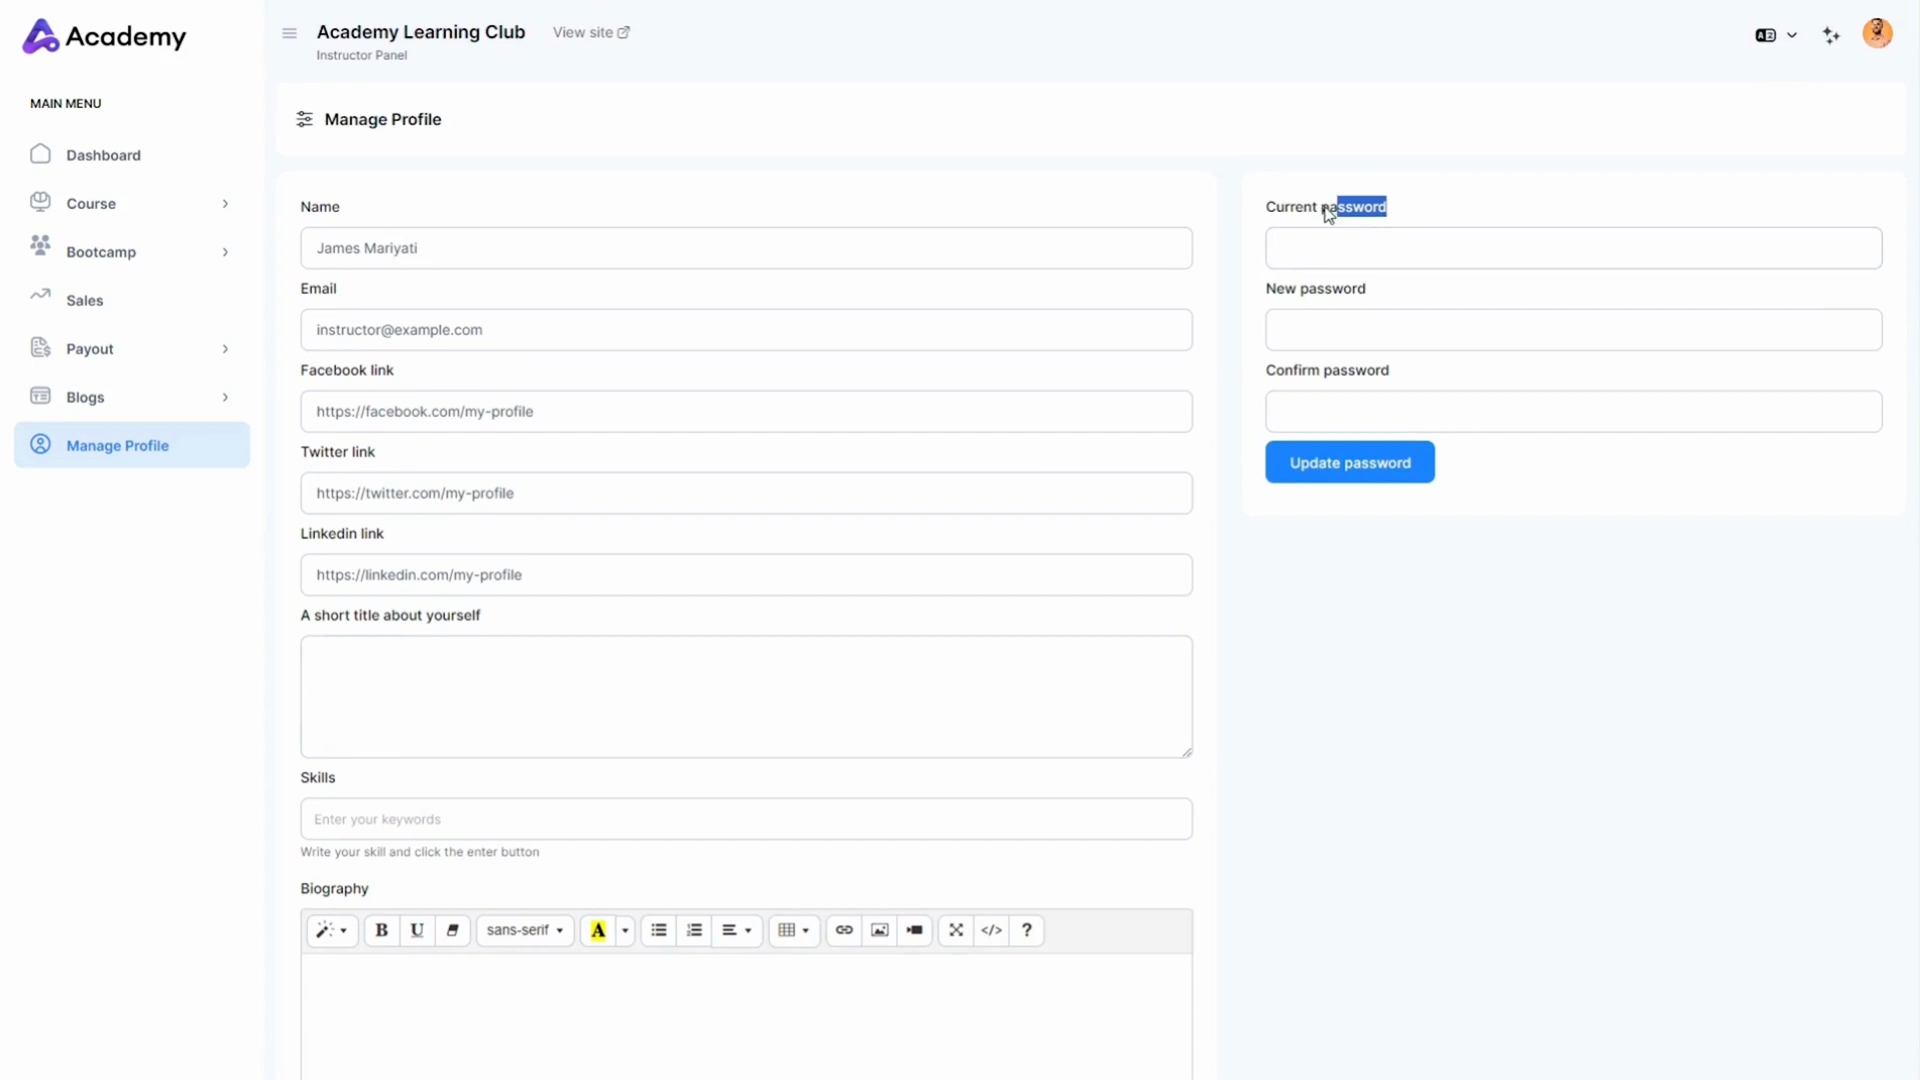 Academy
Academy Learning Club
View site
Instructor Panel
MAIN MENU
Dashboard
Course
Bootcamp
Sales
Payout
Blogs
Manage Profile
Manage Profile
Name
James Mariyati
Email
instructor@example.com
Facebook link
https://facebook.com/my-profile
Twitter link
https://twitter.com/my-profile
Linkedin link
https://linkedin.com/my-profile
A short title about yourself
Skills
Enter your keywords
Write your skill and click the enter button
Biography
B U sans-serif A </> ?
Current password
New password
Confirm password
Update password